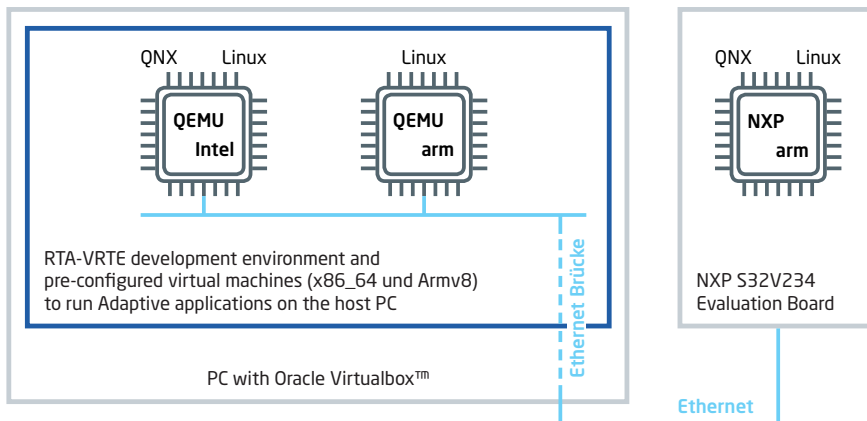 QNX Linux
QEMU
Intel
Linux
QEMU
arm
RTA-VRTE development environment and
pre-configured virtual machines (x86_64 und Armv8)
to run Adaptive applications on the host PC
Ethernet Brücke
PC with Oracle Virtualbox™
QNX Linux
NXP
arm
NXP S32V234
Evaluation Board
Ethernet